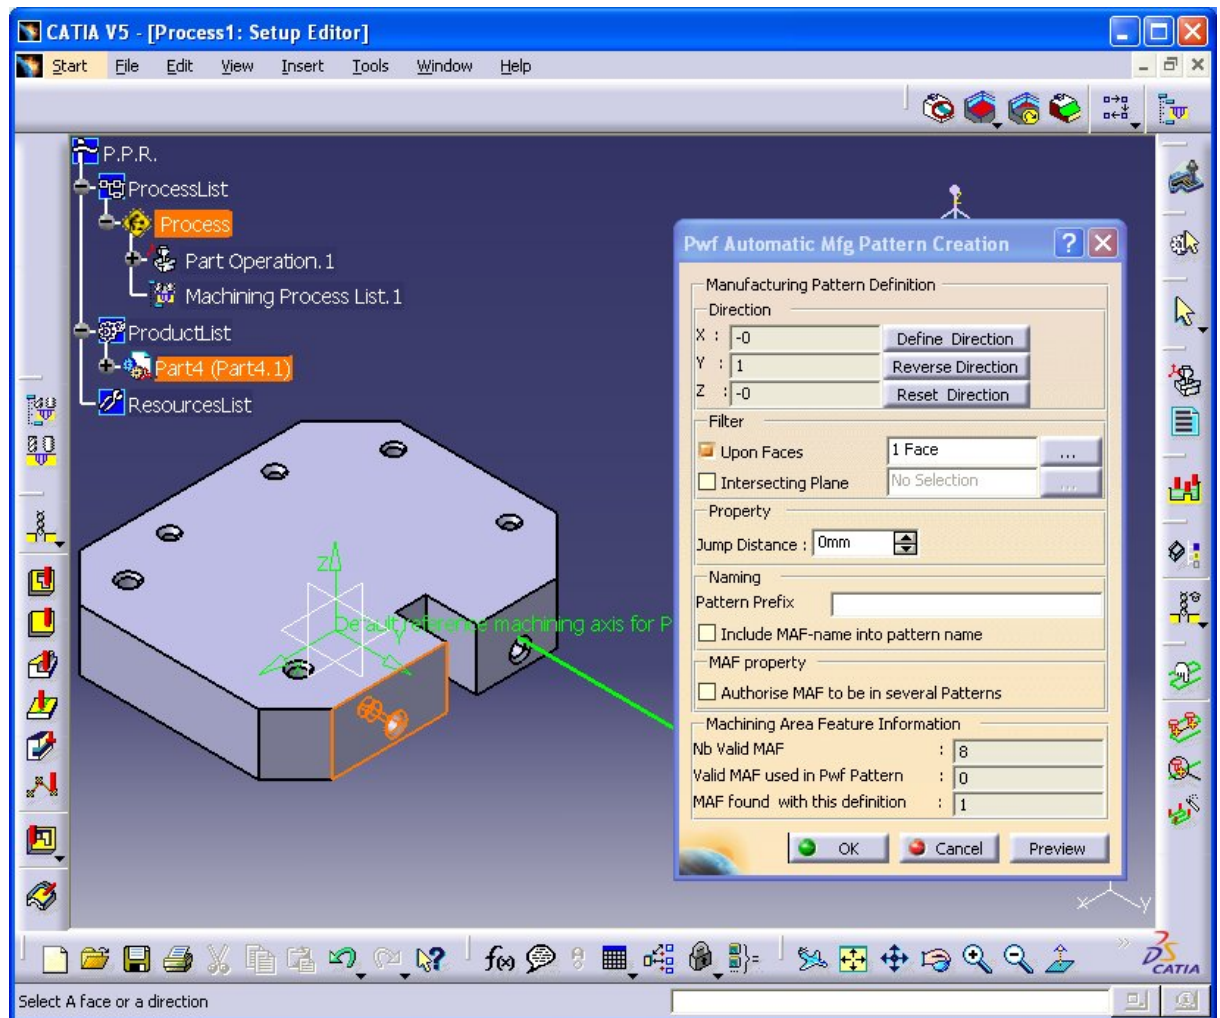 CATIA V5 - [Process1: Setup Editor]
Start File Edit View Insert Tools Window Help
P.P.R.
ProcessList
Process
Part Operation.1
Machining Process List.1
ProductList
Part4 (Part4.1)
ResourcesList
Z
Default reference machining axis for P
Y
Pwf Automatic Mfg Pattern Creation
Manufacturing Pattern Definition
Direction
X : -0 Define Direction
Y : 1 Reverse Direction
Z : -0 Reset Direction
Filter
Upon Faces 1 Face ...
Intersecting Plane No Selection ...
Property
Jump Distance : 0mm
Naming
Pattern Prefix
Include MAF-name into pattern name
MAF property
Authorise MAF to be in several Patterns
Machining Area Feature Information
Nb Valid MAF : 8
Valid MAF used in Pwf Pattern : 0
MAF found with this definition : 1
OK Cancel Preview
x y
f(x)
CATIA
Select A face or a direction